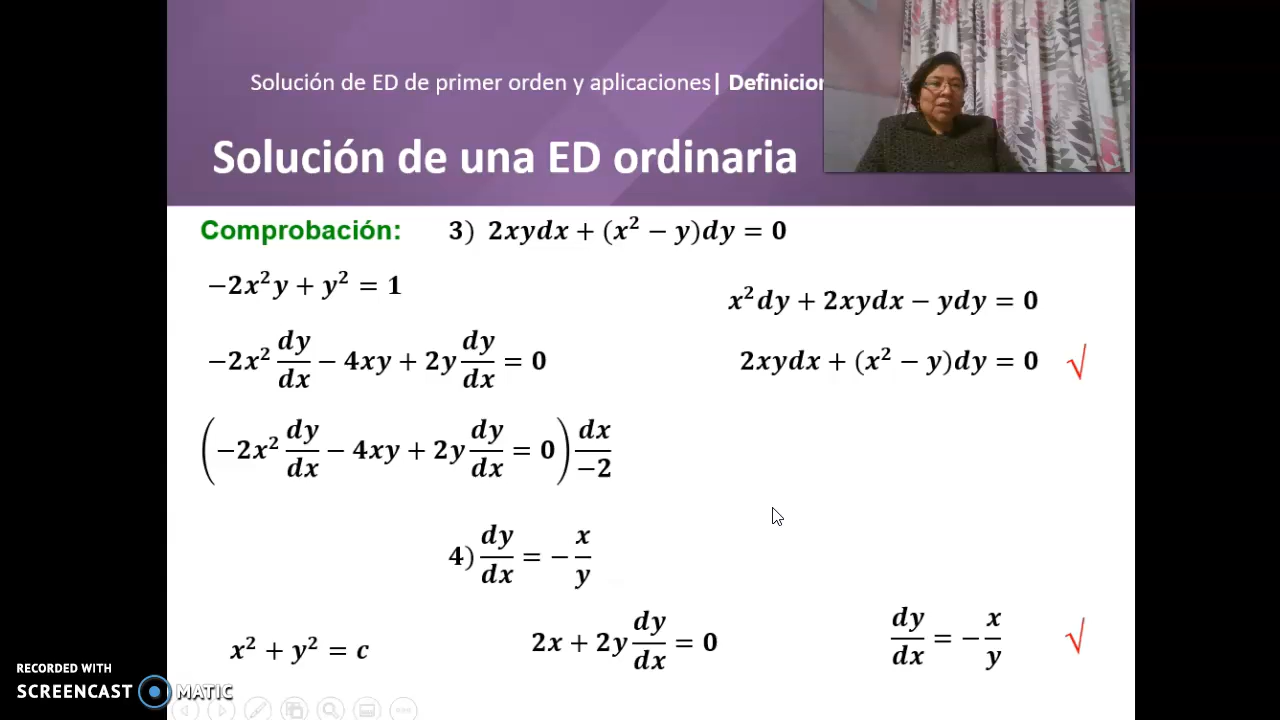 Solución de ED de primer orden y aplicaciones| Definicion
Solución de una ED ordinaria
Comprobación: 3) 2xydx + (x² − y)dy = 0
−2x²y + y² = 1
x²dy + 2xydx − ydy = 0
−2x² dy/dx − 4xy + 2y dy/dx = 0
2xydx + (x² − y)dy = 0 √
(−2x² dy/dx − 4xy + 2y dy/dx = 0) dx/−2
4) dy/dx = − x/y
x² + y² = c
2x + 2y dy/dx = 0
dy/dx = − x/y √
RECORDED WITH
SCREENCAST MATIC